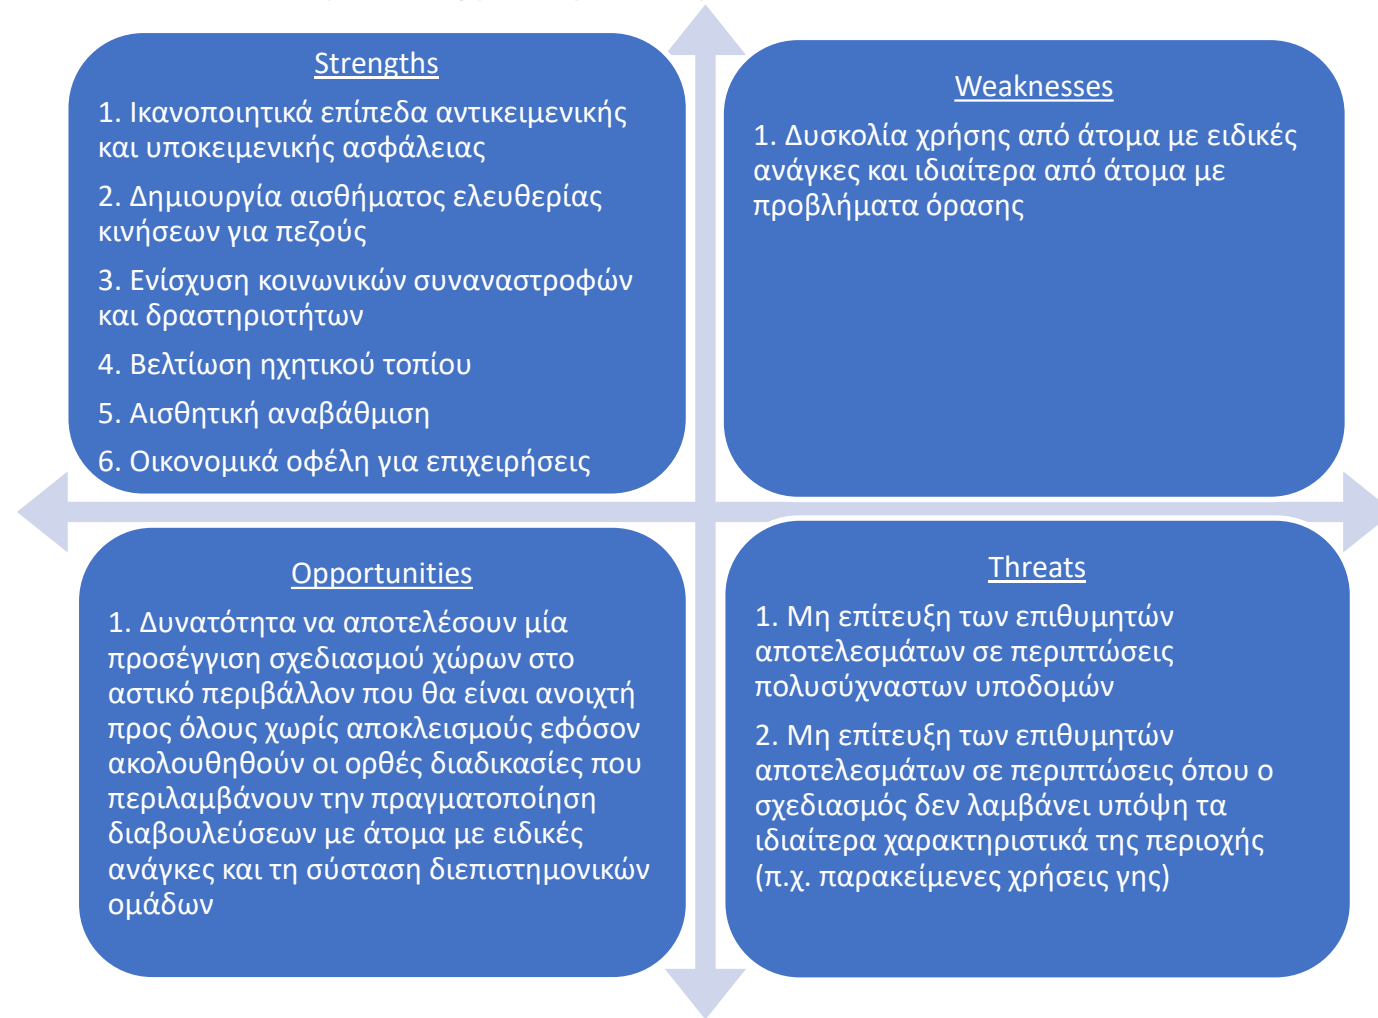 Strengths
1. Ικανοποιητικά επίπεδα αντικειμενικής
και υποκειμενικής ασφάλειας
2. Δημιουργία αισθήματος ελευθερίας
κινήσεων για πεζούς
3. Ενίσχυση κοινωνικών συναναστροφών
και δραστηριοτήτων
4. Βελτίωση ηχητικού τοπίου
5. Αισθητική αναβάθμιση
6. Οικονομικά οφέλη για επιχειρήσεις
Weaknesses
1. Δυσκολία χρήσης από άτομα με ειδικές
ανάγκες και ιδιαίτερα από άτομα με
προβλήματα όρασης
Opportunities
1. Δυνατότητα να αποτελέσουν μία
προσέγγιση σχεδιασμού χώρων στο
αστικό περιβάλλον που θα είναι ανοιχτή
προς όλους χωρίς αποκλεισμούς εφόσον
ακολουθηθούν οι ορθές διαδικασίες που
περιλαμβάνουν την πραγματοποίηση
διαβουλεύσεων με άτομα με ειδικές
ανάγκες και τη σύσταση διεπιστημονικών
ομάδων
Threats
1. Μη επίτευξη των επιθυμητών
αποτελεσμάτων σε περιπτώσεις
πολυσύχναστων υποδομών
2. Μη επίτευξη των επιθυμητών
αποτελεσμάτων σε περιπτώσεις όπου ο
σχεδιασμός δεν λαμβάνει υπόψη τα
ιδιαίτερα χαρακτηριστικά της περιοχής
(π.χ. παρακείμενες χρήσεις γης)